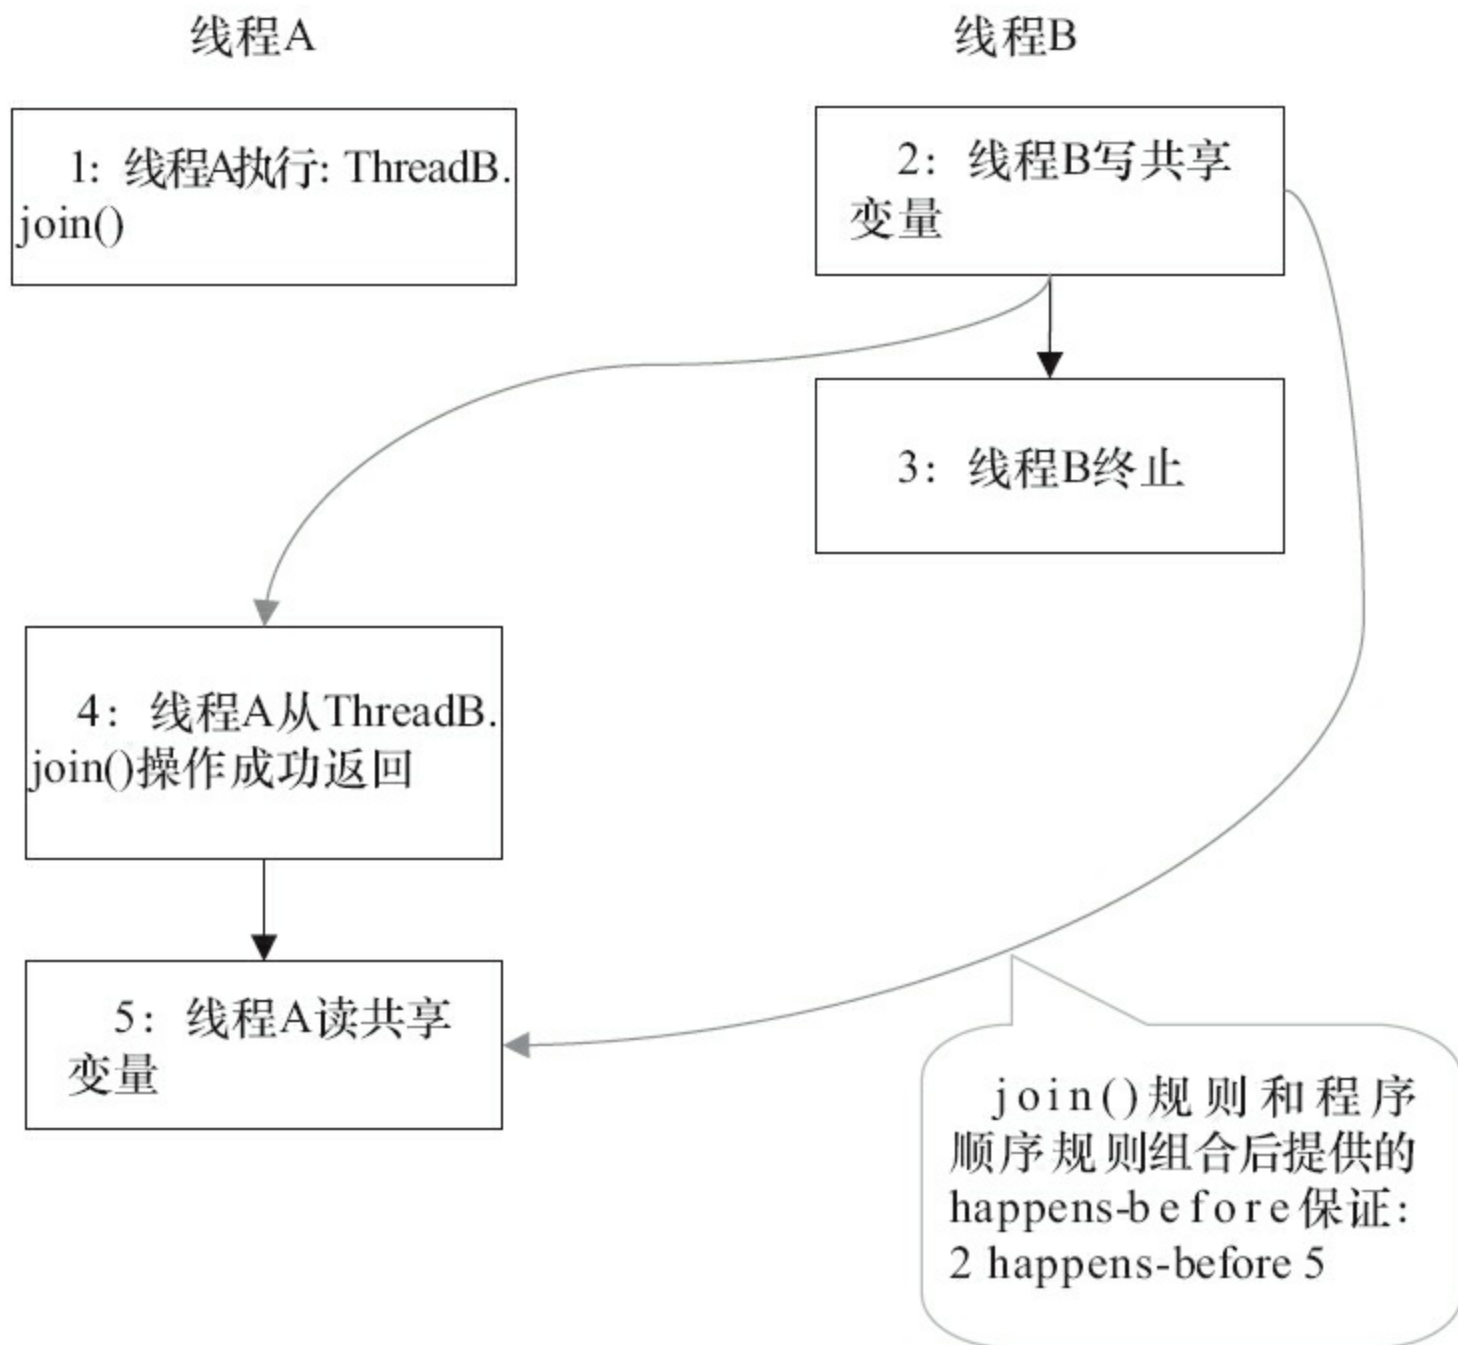 线程A
线程B
1：线程A执行：ThreadB.
join()
2：线程B写共享
变量
3：线程B终止
4：线程A从ThreadB.
join()操作成功返回
5：线程A读共享
变量
join()规则和程序
顺序规则组合后提供的
happens-before保证：
2 happens-before 5